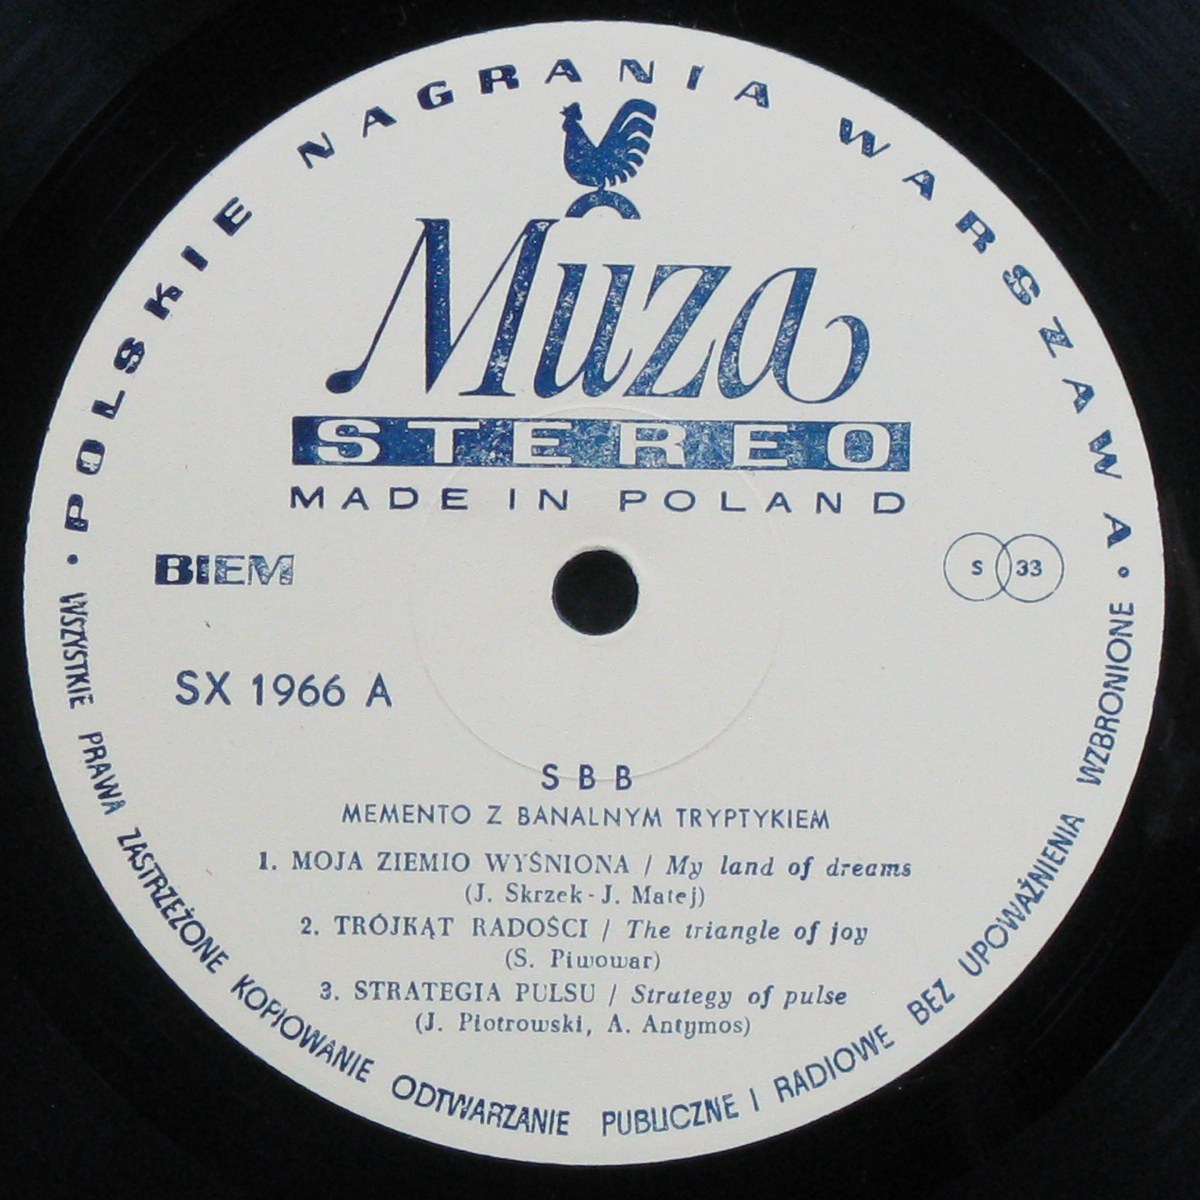 POLSKIE NAGRANIA WARSZAWA
Muza
STEREO
MADE IN POLAND
BIEM
S 33
SX 1966 A
SBB
MEMENTO Z BANALNYM TRYPTYKIEM
1. MOJA ZIEMIO WYŚNIONA / My land of dreams
(J. Skrzek - J. Matej)
2. TRÓJKĄT RADOŚCI / The triangle of joy
(S. Piwowar)
3. STRATEGIA PULSU / Strategy of pulse
(J. Piotrowski, A. Antymos)
WSZYSTKIE PRAWA ZASTRZEŻONE KOPIOWANIE ODTWARZANIE PUBLICZNE I RADIOWE BEZ UPOWAŻNIENIA WZBRONIONE